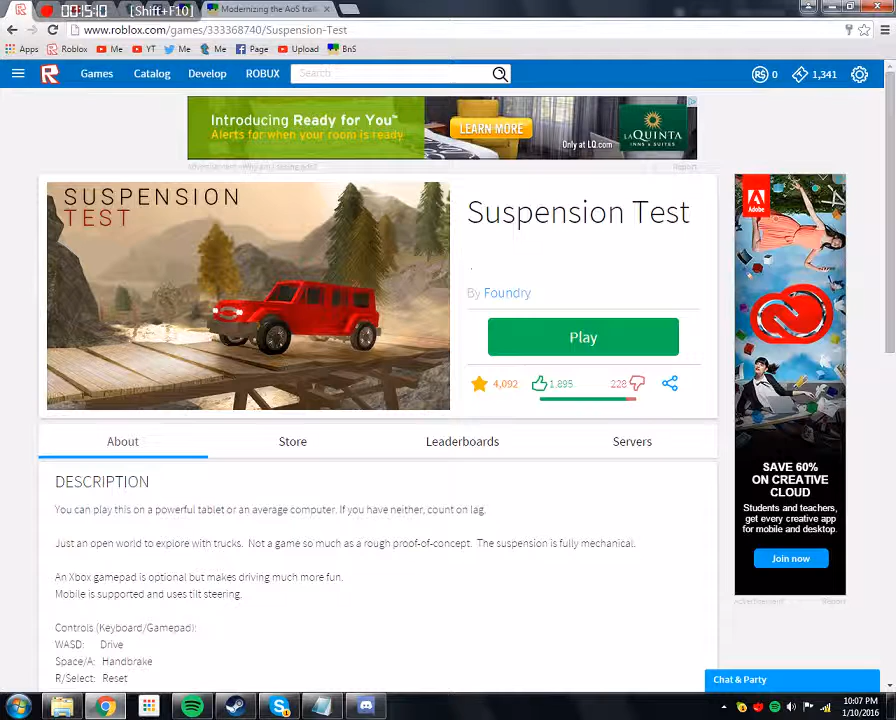 00:15:10 [Shift+F10] Modernizing the AoS trai
www.roblox.com/games/333368740/Suspension-Test
Apps Roblox Me YT Me Me Page Upload BnS
Games Catalog Develop ROBUX Search R$ 0 1,341
Introducing Ready for You™
Alerts for when your room is ready
LEARN MORE
Only at LQ.com
LAQUINTA
INNS & SUITES
Report
SUSPENSION
TEST
Suspension Test
.
By Foundry
Play
4,092 1,895 228
Adobe
SAVE 60%
ON CREATIVE
CLOUD
Students and teachers,
get every creative app
for mobile and desktop.
Join now
Advertisement Report
About Store Leaderboards Servers
DESCRIPTION
You can play this on a powerful tablet or an average computer. If you have neither, count on lag.
Just an open world to explore with trucks. Not a game so much as a rough proof-of-concept. The suspension is fully mechanical.
An Xbox gamepad is optional but makes driving much more fun.
Mobile is supported and uses tilt steering.
Controls (Keyboard/Gamepad):
WASD: Drive
Space/A: Handbrake
R/Select: Reset
Chat & Party
10:07 PM
1/10/2016